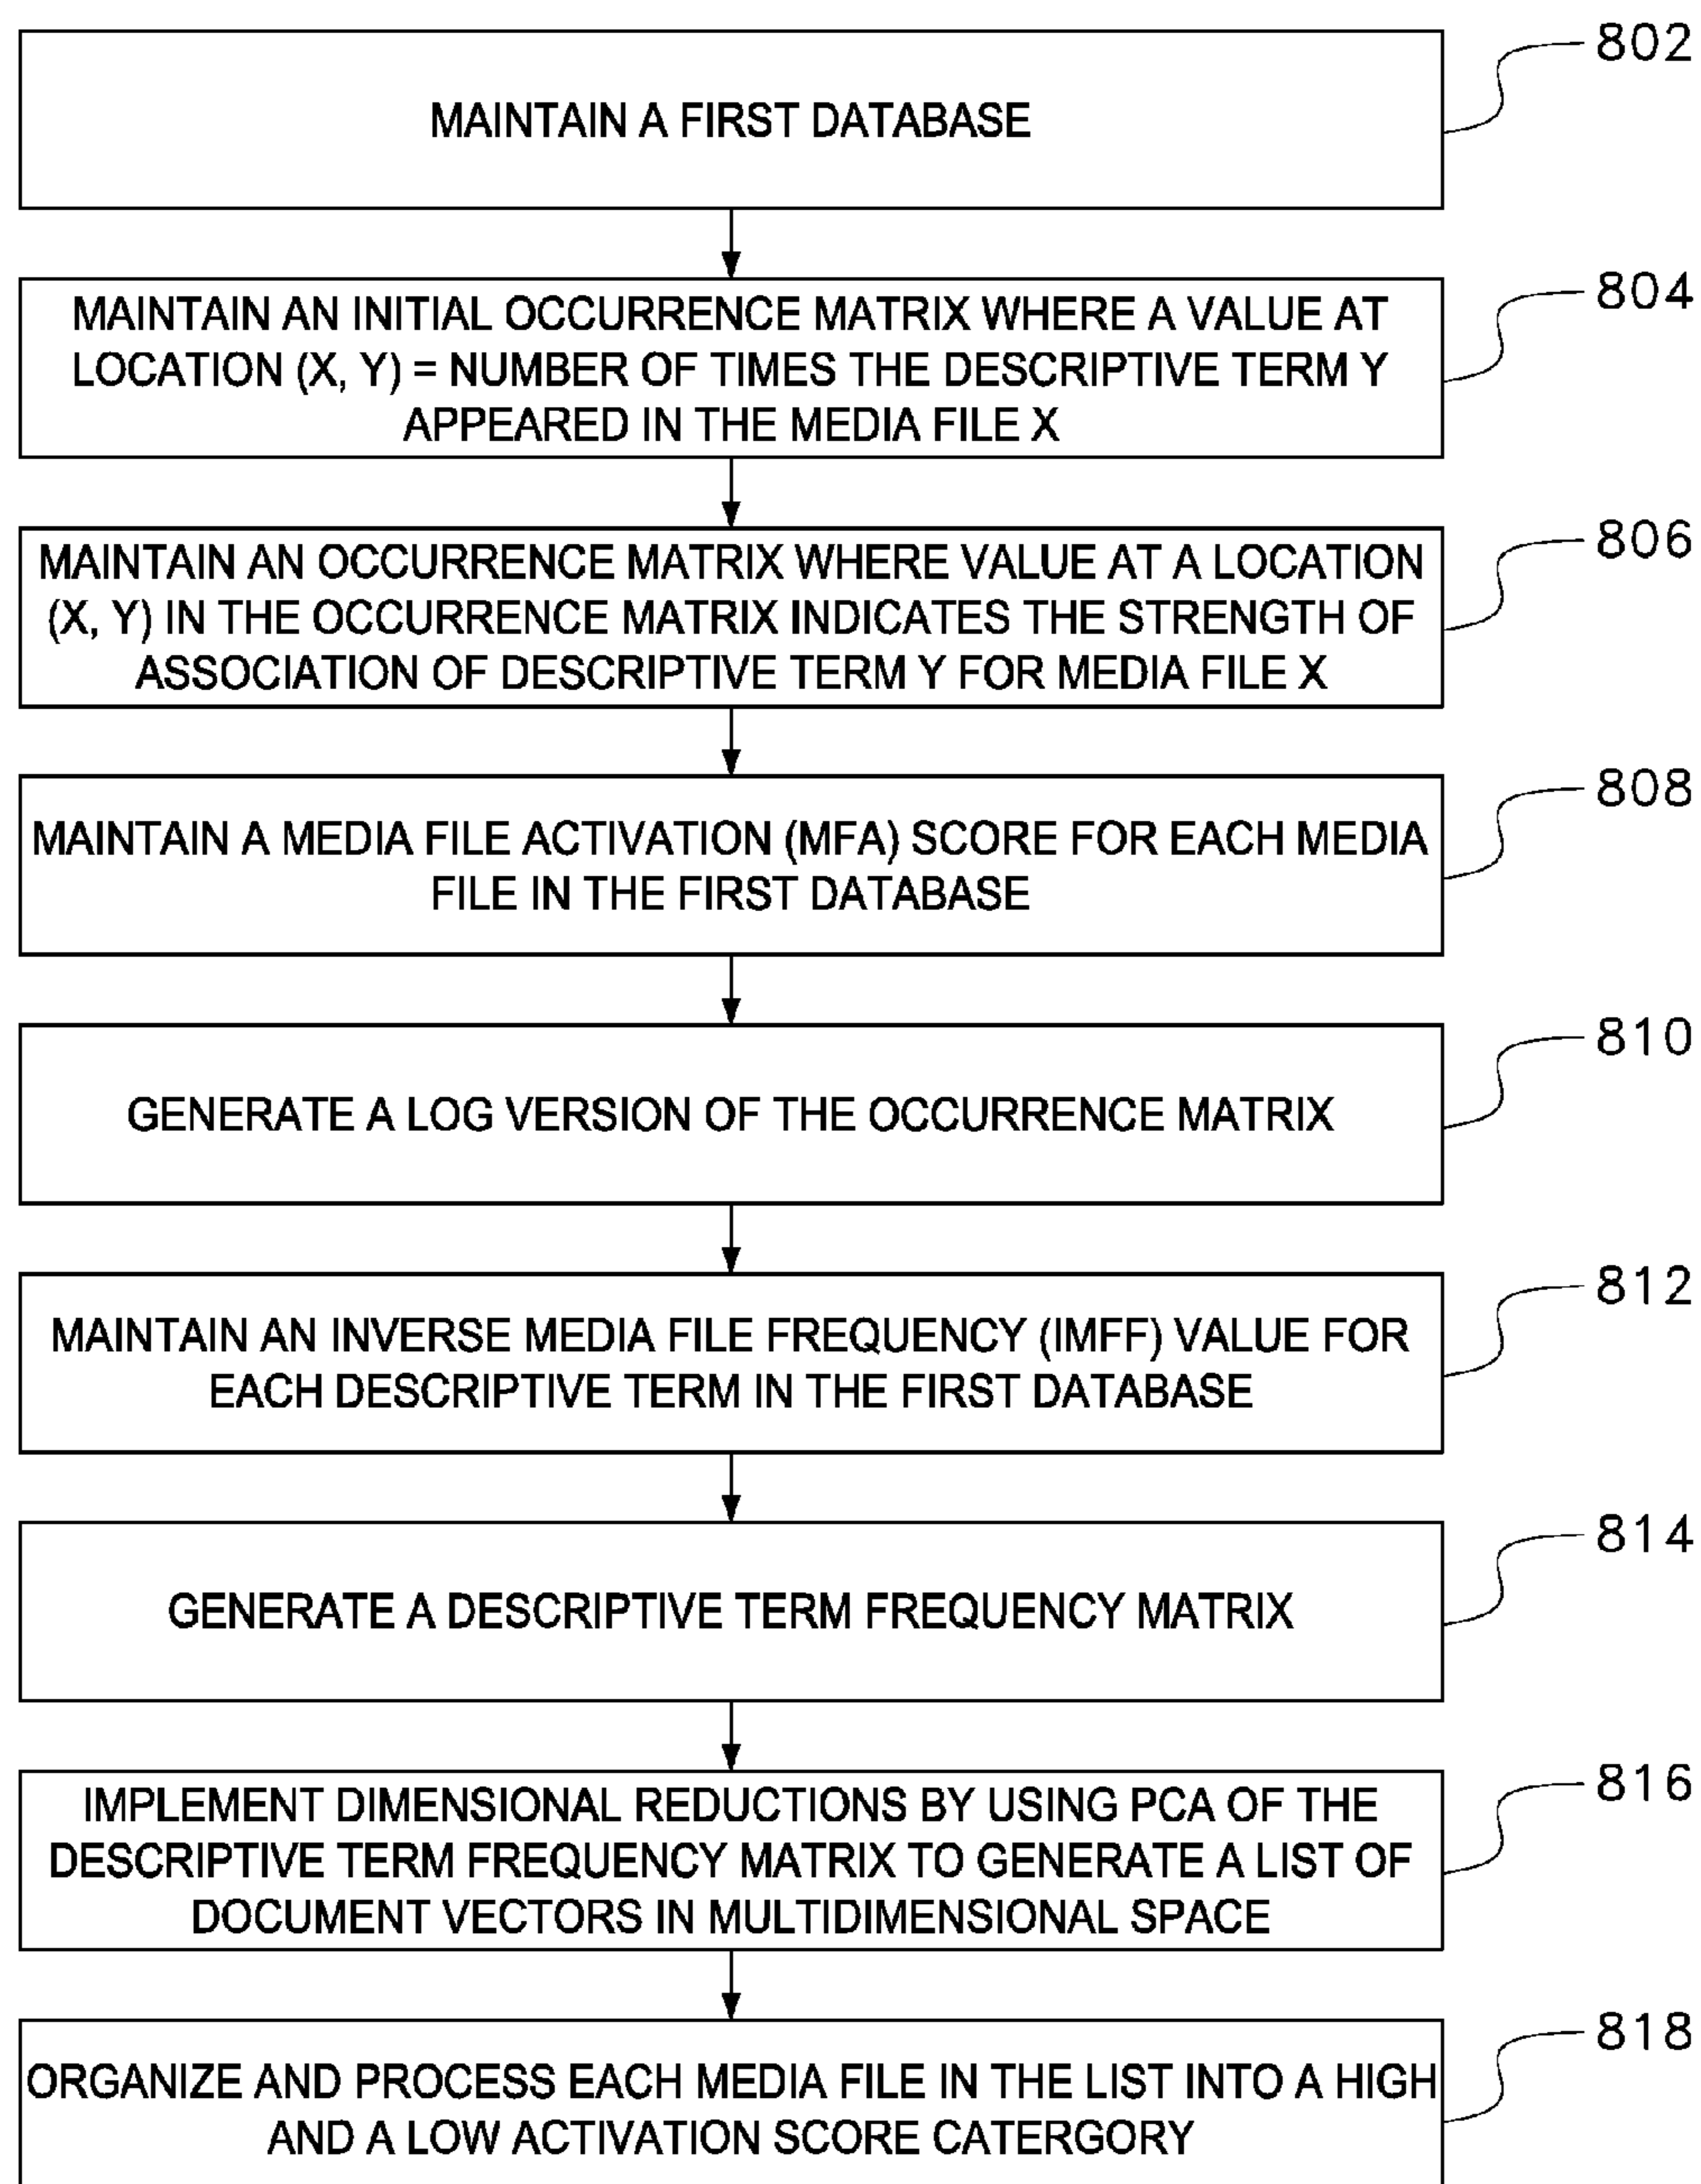 802
MAINTAIN A FIRST DATABASE
804
MAINTAIN AN INITIAL OCCURRENCE MATRIX WHERE A VALUE AT
LOCATION (X, Y) = NUMBER OF TIMES THE DESCRIPTIVE TERM Y
APPEARED IN THE MEDIA FILE X
806
MAINTAIN AN OCCURRENCE MATRIX WHERE VALUE AT A LOCATION
(X, Y) IN THE OCCURRENCE MATRIX INDICATES THE STRENGTH OF
ASSOCIATION OF DESCRIPTIVE TERM Y FOR MEDIA FILE X
808
MAINTAIN A MEDIA FILE ACTIVATION (MFA) SCORE FOR EACH MEDIA
FILE IN THE FIRST DATABASE
810
GENERATE A LOG VERSION OF THE OCCURRENCE MATRIX
812
MAINTAIN AN INVERSE MEDIA FILE FREQUENCY (IMFF) VALUE FOR
EACH DESCRIPTIVE TERM IN THE FIRST DATABASE
814
GENERATE A DESCRIPTIVE TERM FREQUENCY MATRIX
816
IMPLEMENT DIMENSIONAL REDUCTIONS BY USING PCA OF THE
DESCRIPTIVE TERM FREQUENCY MATRIX TO GENERATE A LIST OF
DOCUMENT VECTORS IN MULTIDIMENSIONAL SPACE
818
ORGANIZE AND PROCESS EACH MEDIA FILE IN THE LIST INTO A HIGH
AND A LOW ACTIVATION SCORE CATERGORY